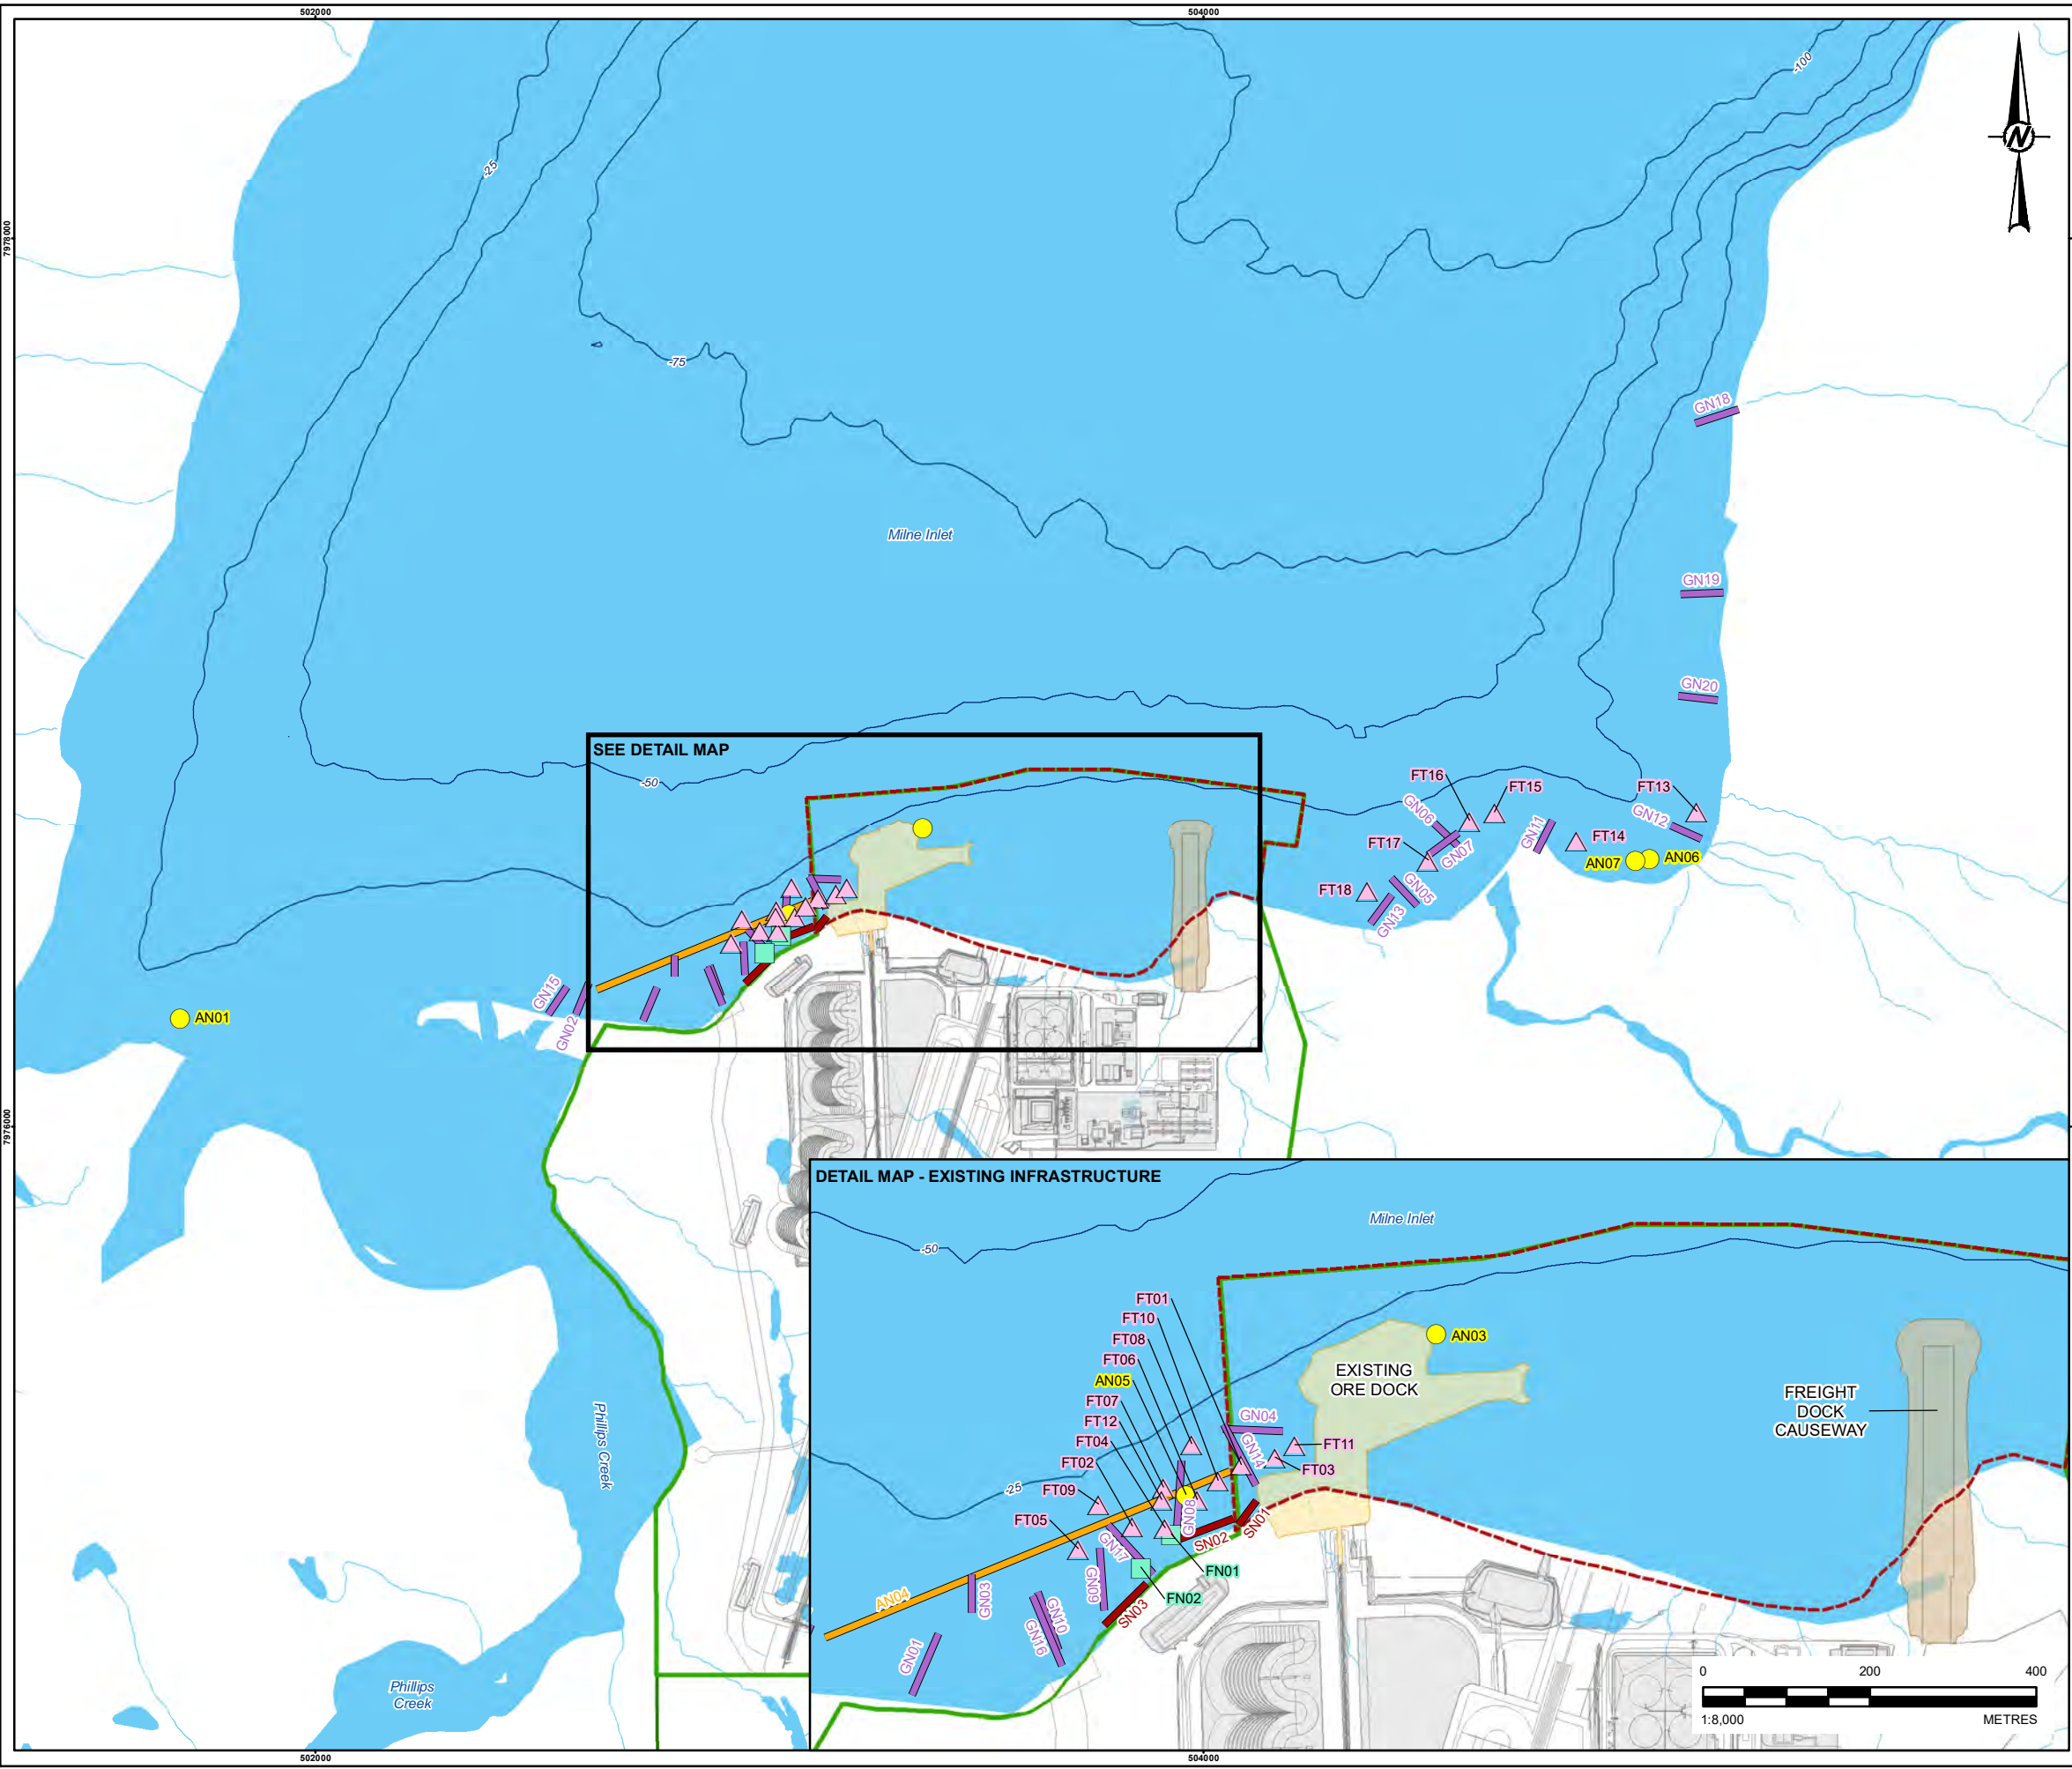 502000
504000
7978000
7976000
-100
-25
N
-75
GN18
Milne Inlet
GN19
GN20
SEE DETAIL MAP
-50
FT16
FT15
FT13
GN06
GN12
GN11
FT14
FT17
GN07
AN07
AN06
FT18
GN05
GN13
GN15
AN01
GN02
DETAIL MAP - EXISTING INFRASTRUCTURE
Milne Inlet
-50
FT01
FT10
FT08
FT06
AN05
FT07
FT12
FT04
FT02
FT09
FT05
AN03
EXISTING
ORE DOCK
FREIGHT
DOCK
CAUSEWAY
GN04
GN14
FT11
FT03
-25
GN08
SN01
SN02
GN17
FN01
FN02
GN09
SN03
AN04
GN03
GN10
GN16
GN01
Phillips Creek
Phillips
Creek
0 200 400
1:8,000 METRES
502000
504000